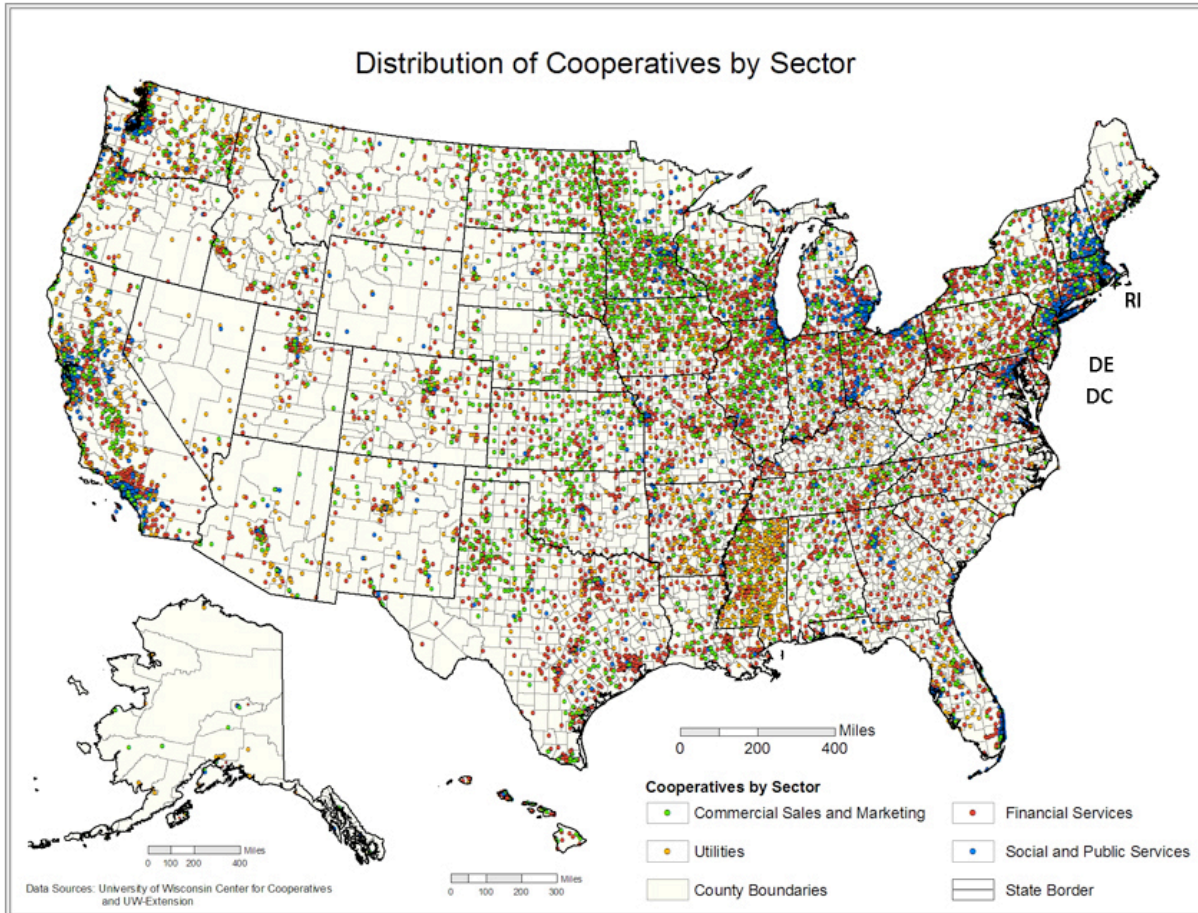 Distribution of Cooperatives by Sector
RI
DE
DC
Miles
0 200 400
Cooperatives by Sector
Commercial Sales and Marketing
Financial Services
Utilities
Social and Public Services
County Boundaries
State Border
Miles
0 100 200 400
Miles
0 50 100 200 300
Data Sources: University of Wisconsin Center for Cooperatives
and UW-Extension